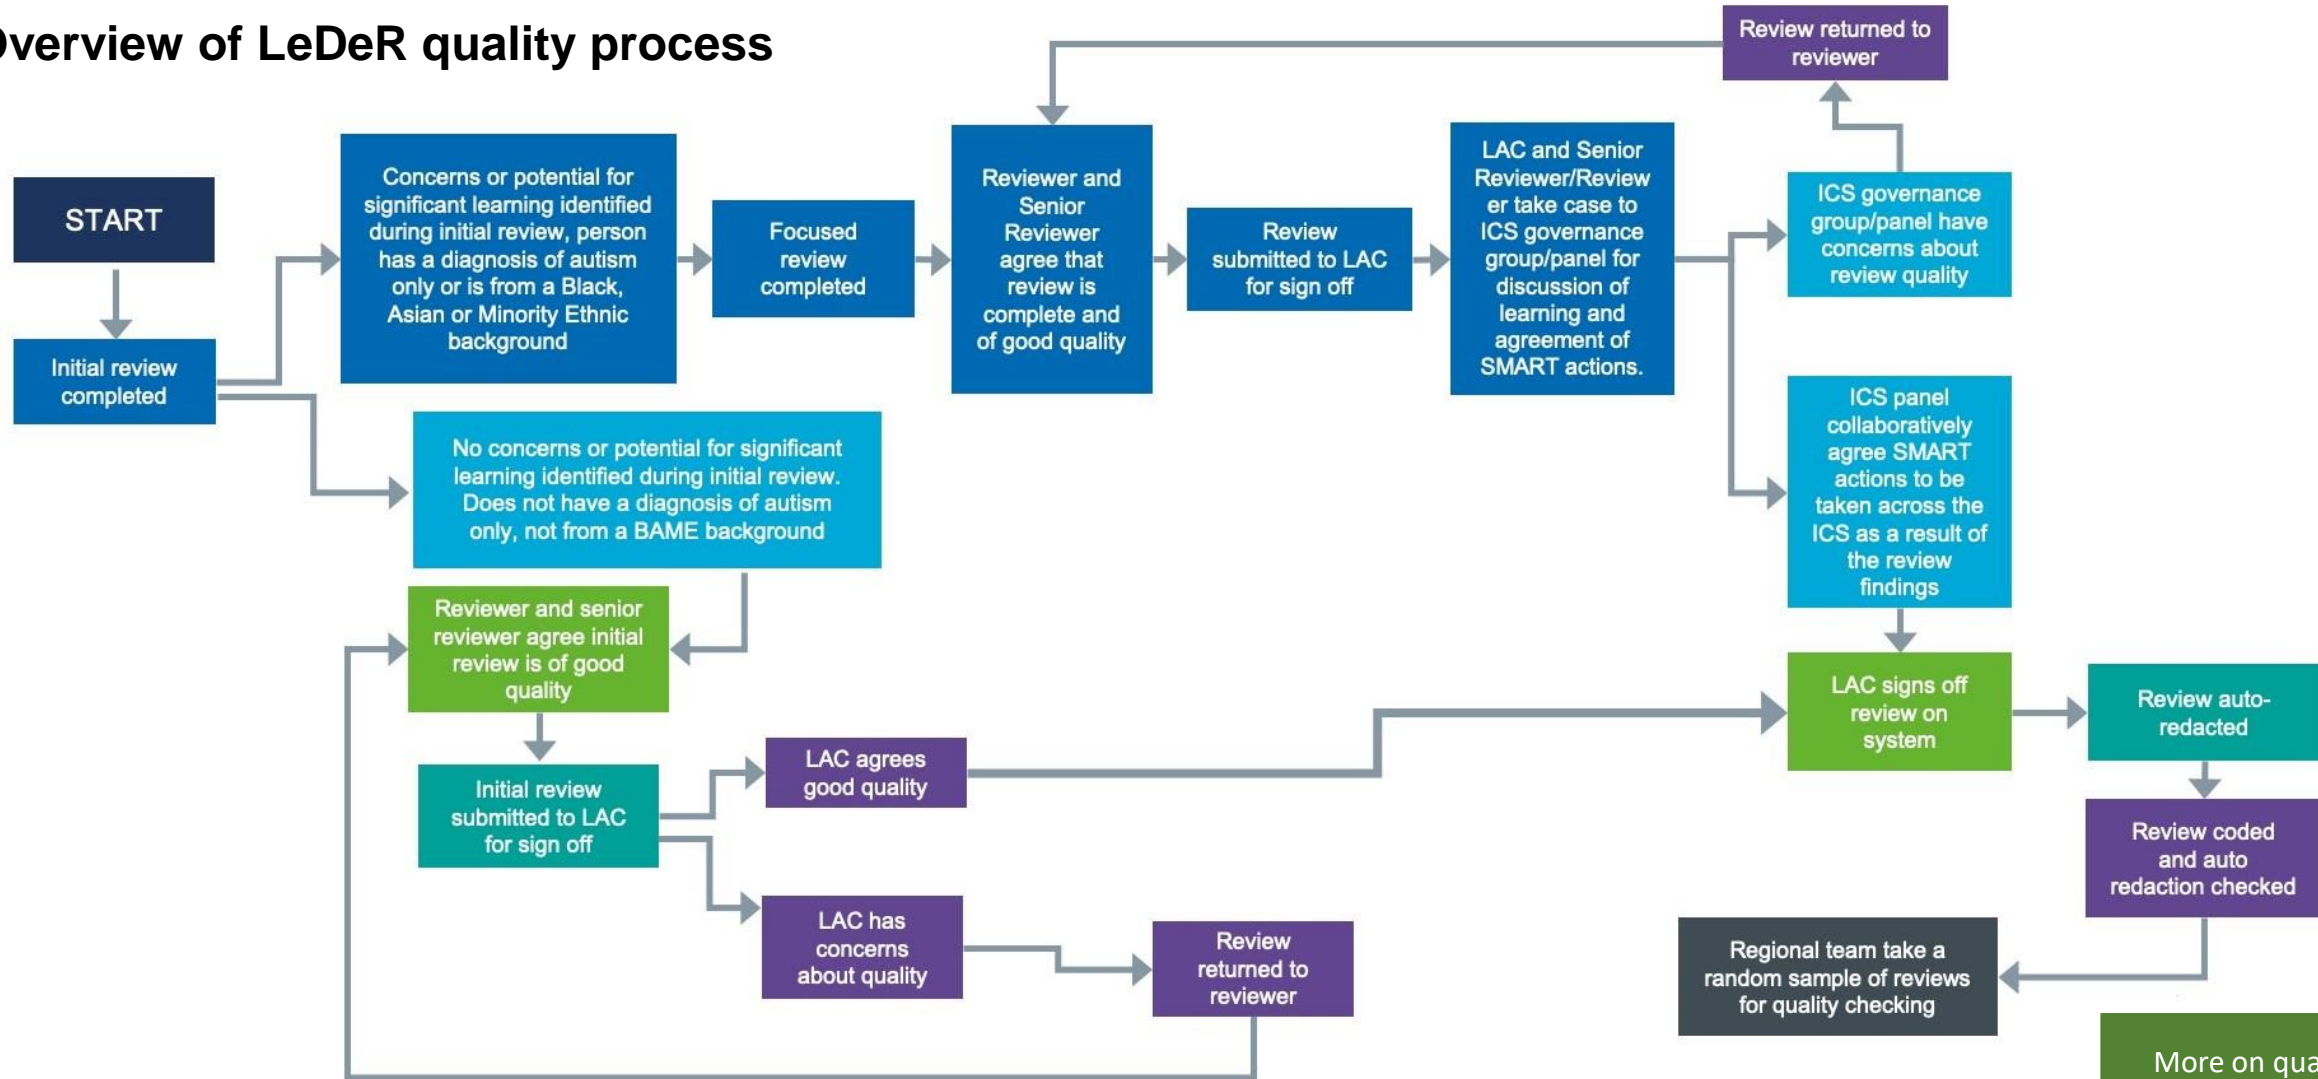 Overview of LeDeR quality process
START
Initial review
completed
Concerns or potential for
significant learning identified
during initial review, person
has a diagnosis of autism
only or is from a Black,
Asian or Minority Ethnic
background
Focused
review
completed
Reviewer and
Senior
Reviewer
agree that
review is
complete and
of good quality
Review
submitted to LAC
for sign off
LAC and Senior
Reviewer/Review
er take case to
ICS governance
group/panel for
discussion of
learning and
agreement of
SMART actions.
Review returned to
reviewer
ICS governance
group/panel have
concerns about
review quality
ICS panel
collaboratively
agree SMART
actions to be
taken across the
ICS as a result of
the review
findings
No concerns or potential for significant
learning identified during initial review.
Does not have a diagnosis of autism
only, not from a BAME background
Reviewer and senior
reviewer agree initial
review is of good
quality
Initial review
submitted to LAC
for sign off
LAC agrees
good quality
LAC has
concerns
about quality
Review
returned to
reviewer
LAC signs off
review on
system
Review auto-
redacted
Review coded
and auto
redaction checked
Regional team take a
random sample of reviews
for quality checking
More on qua